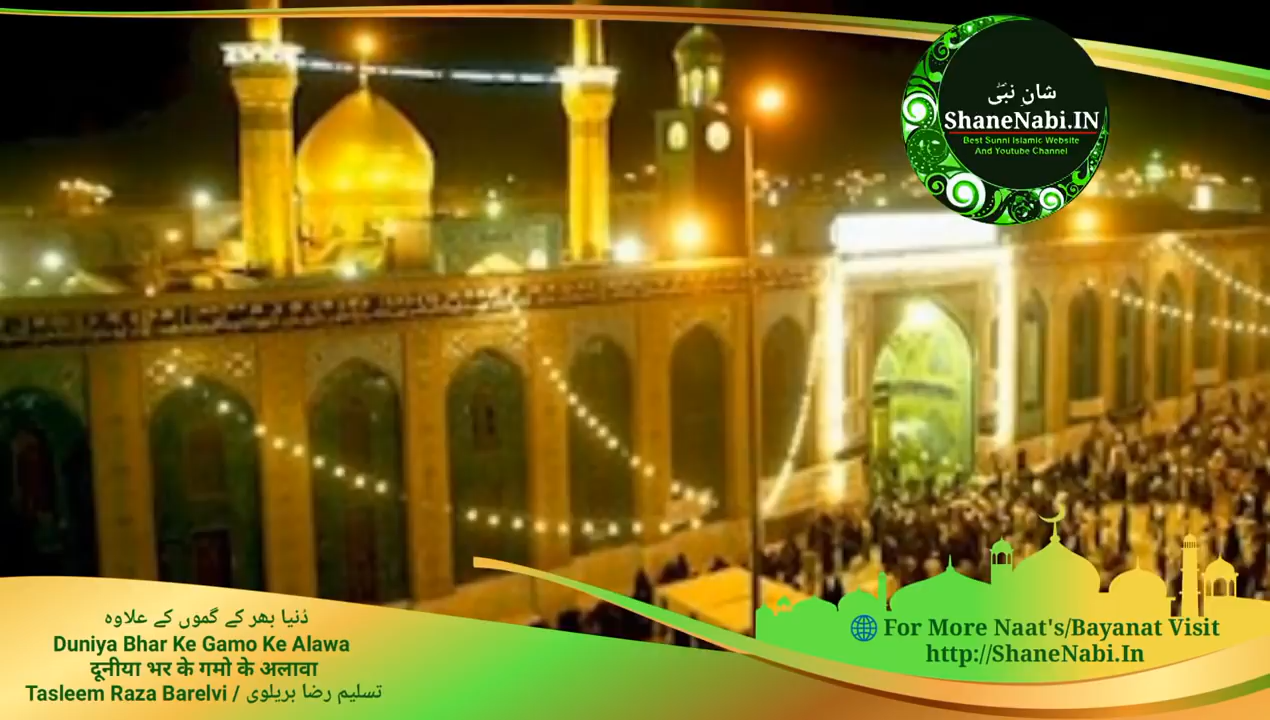 شانِ نبیؐ
ShaneNabi.IN
Best Sunni Islamic Website
And Youtube Channel
دُنیا بھر کے گموں کے علاوہ
Duniya Bhar Ke Gamo Ke Alawa
दूनीया भर के गमो के अलावा
Tasleem Raza Barelvi / تسلیم رضا بریلوی
For More Naat's/Bayanat Visit
http://ShaneNabi.In